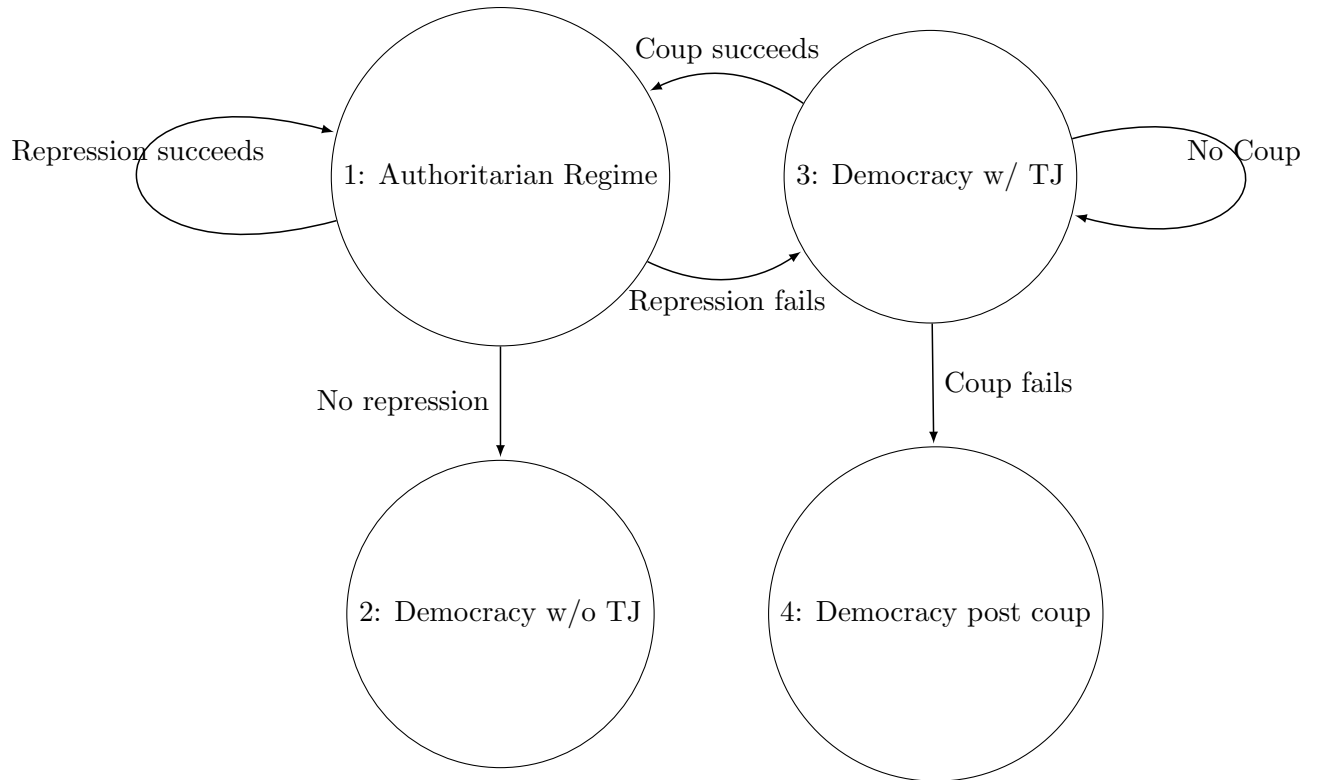 Coup succeeds
Repression succeeds
No Coup
1: Authoritarian Regime
3: Democracy w/ TJ
Repression fails
Coup fails
No repression
2: Democracy w/o TJ
4: Democracy post coup